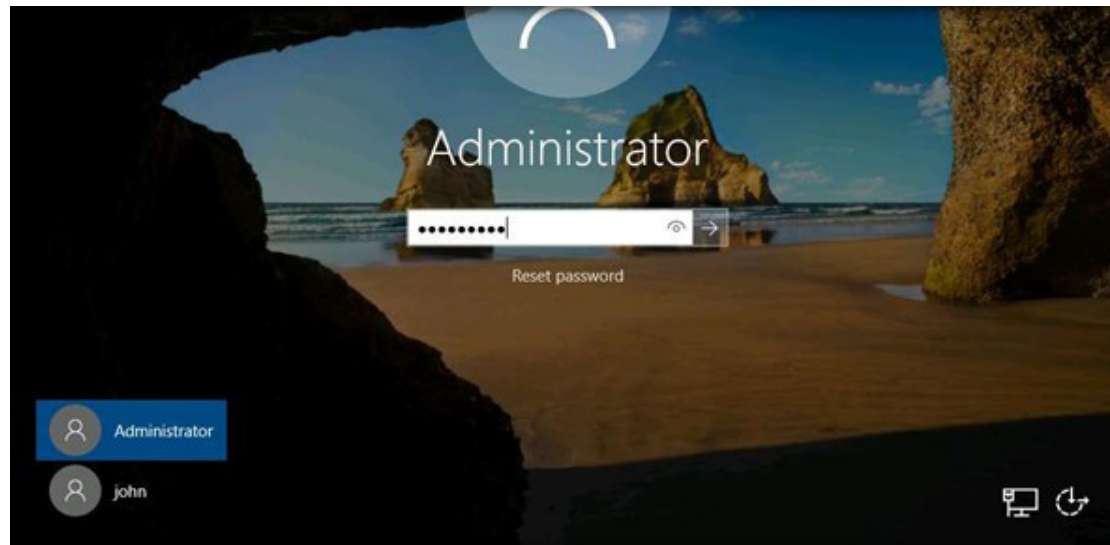 Administrator
•••••••••
Reset password
Administrator
john